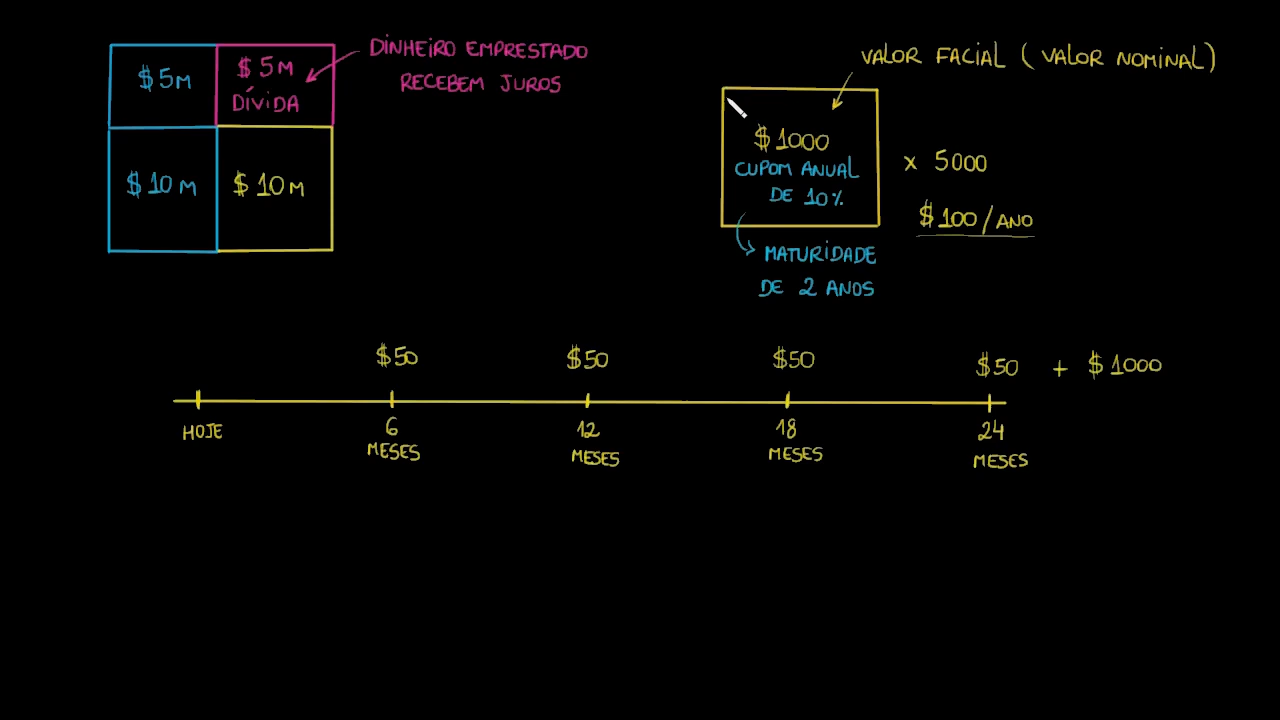 $5M
$5M
DÍVIDA
$10M
$10M
DINHEIRO EMPRESTADO
RECEBEM JUROS
VALOR FACIAL (VALOR NOMINAL)
$1000
CUPOM ANUAL
DE 10%
x 5000
$100/ANO
MATURIDADE
DE 2 ANOS
$50
$50
$50
$50 + $1000
HOJE
6
MESES
12
MESES
18
MESES
24
MESES